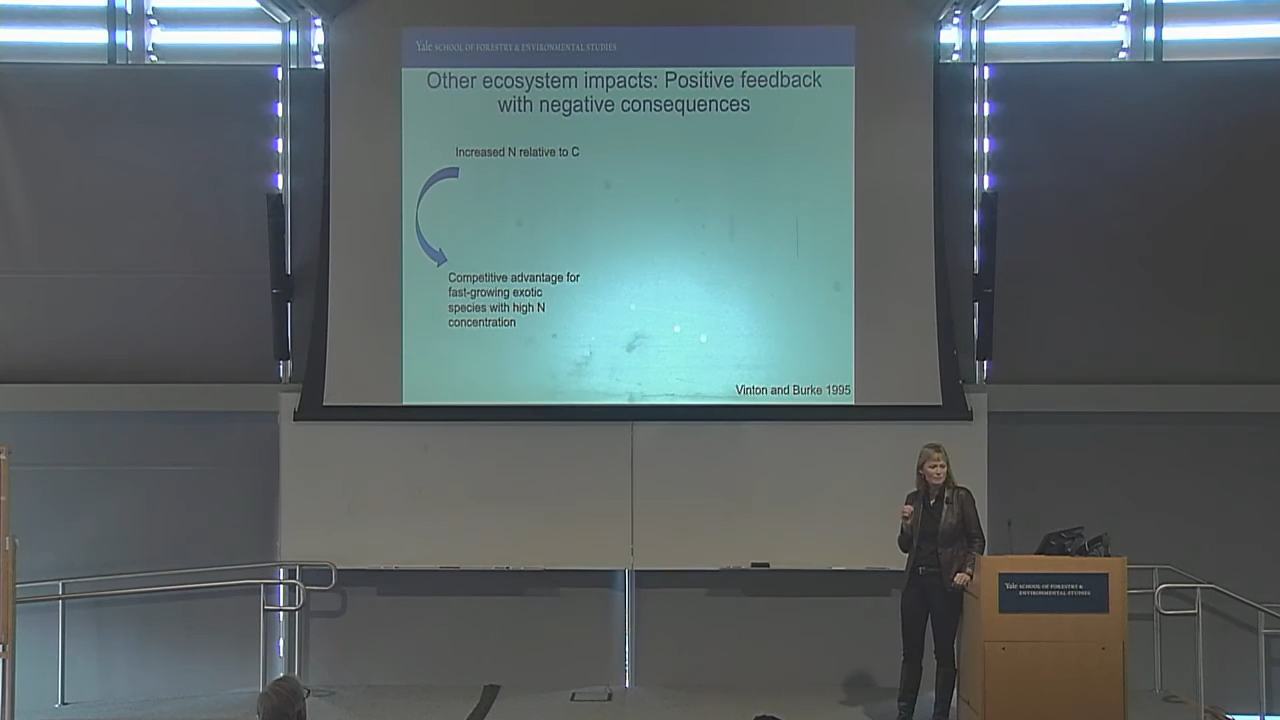 Yale SCHOOL OF FORESTRY & ENVIRONMENTAL STUDIES
Other ecosystem impacts: Positive feedback
with negative consequences
Increased N relative to C
Competitive advantage for
fast-growing exotic
species with high N
concentration
Vinton and Burke 1995
Yale SCHOOL OF FORESTRY &
ENVIRONMENTAL STUDIES